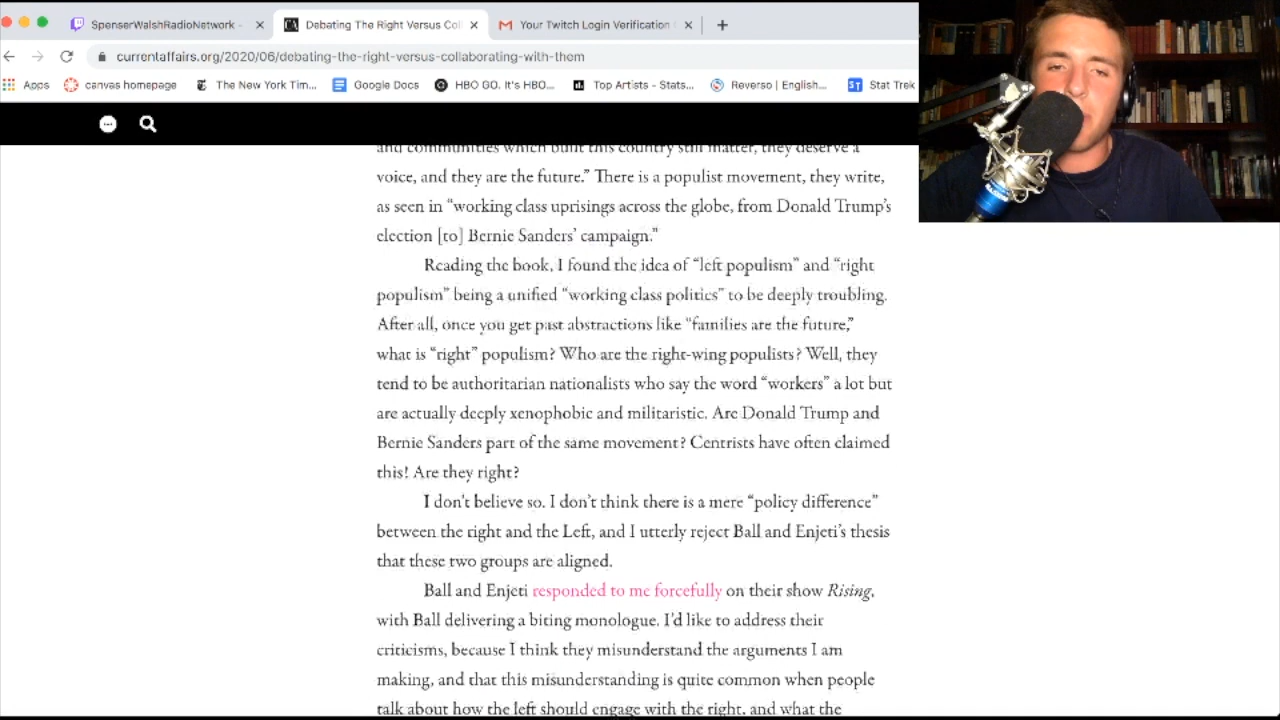 SpenserWalshRadioNetwork -
Debating The Right Versus Col
Your Twitch Login Verification
currentaffairs.org/2020/06/debating-the-right-versus-collaborating-with-them
Apps
canvas homepage
The New York Tim...
Google Docs
HBO GO. It's HBO...
Top Artists - Stats...
Reverso | English...
ST
Stat Trek
and communities which built this country still matter, they deserve a
voice, and they are the future.” There is a populist movement, they write,
as seen in “working class uprisings across the globe, from Donald Trump’s
election [to] Bernie Sanders’ campaign.”
Reading the book, I found the idea of “left populism” and “right
populism” being a unified “working class politics” to be deeply troubling.
After all, once you get past abstractions like “families are the future,”
what is “right” populism? Who are the right-wing populists? Well, they
tend to be authoritarian nationalists who say the word “workers” a lot but
are actually deeply xenophobic and militaristic. Are Donald Trump and
Bernie Sanders part of the same movement? Centrists have often claimed
this! Are they right?
I don’t believe so. I don’t think there is a mere “policy difference”
between the right and the Left, and I utterly reject Ball and Enjeti’s thesis
that these two groups are aligned.
Ball and Enjeti responded to me forcefully on their show Rising,
with Ball delivering a biting monologue. I’d like to address their
criticisms, because I think they misunderstand the arguments I am
making, and that this misunderstanding is quite common when people
talk about how the left should engage with the right, and what the